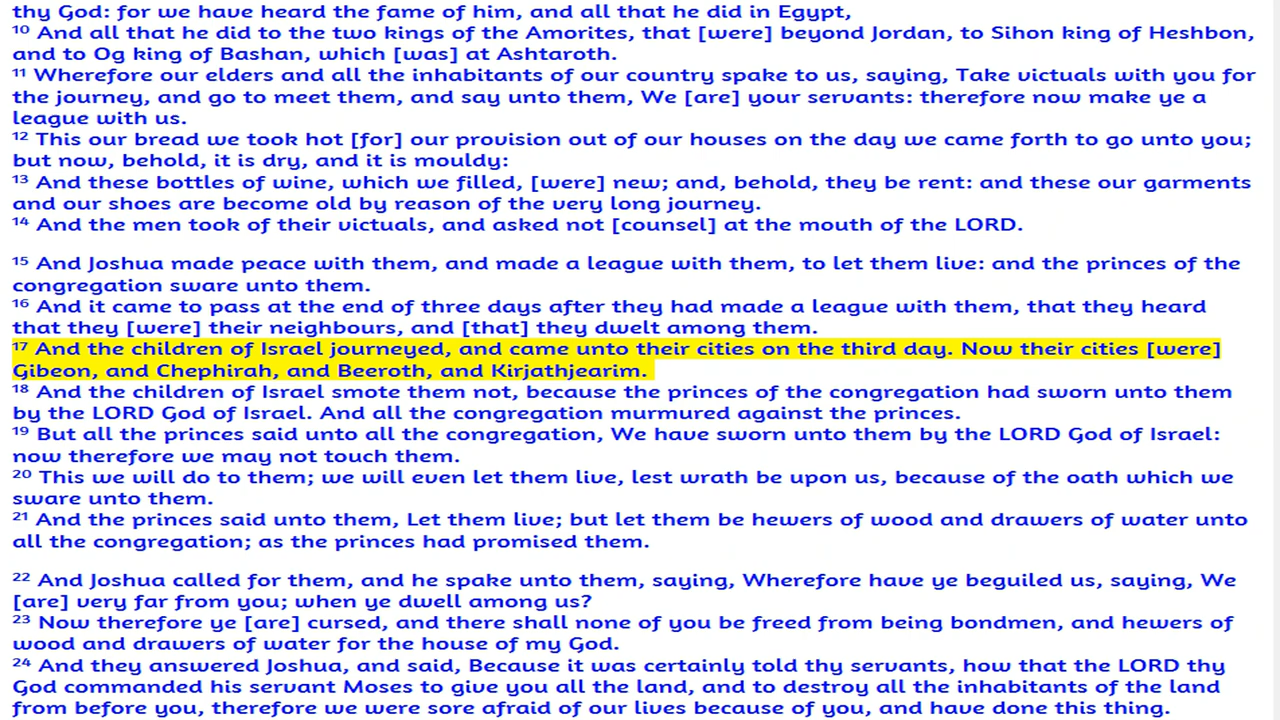 thy God: for we have heard the fame of him, and all that he did in Egypt,
¹⁰ And all that he did to the two kings of the Amorites, that [were] beyond Jordan, to Sihon king of Heshbon,
and to Og king of Bashan, which [was] at Ashtaroth.
¹¹ Wherefore our elders and all the inhabitants of our country spake to us, saying, Take victuals with you for
the journey, and go to meet them, and say unto them, We [are] your servants: therefore now make ye a
league with us.
¹² This our bread we took hot [for] our provision out of our houses on the day we came forth to go unto you;
but now, behold, it is dry, and it is mouldy:
¹³ And these bottles of wine, which we filled, [were] new; and, behold, they be rent: and these our garments
and our shoes are become old by reason of the very long journey.
¹⁴ And the men took of their victuals, and asked not [counsel] at the mouth of the LORD.
¹⁵ And Joshua made peace with them, and made a league with them, to let them live: and the princes of the
congregation sware unto them.
¹⁶ And it came to pass at the end of three days after they had made a league with them, that they heard
that they [were] their neighbours, and [that] they dwelt among them.
¹⁷ And the children of Israel journeyed, and came unto their cities on the third day. Now their cities [were]
Gibeon, and Chephirah, and Beeroth, and Kirjathjearim.
¹⁸ And the children of Israel smote them not, because the princes of the congregation had sworn unto them
by the LORD God of Israel. And all the congregation murmured against the princes.
¹⁹ But all the princes said unto all the congregation, We have sworn unto them by the LORD God of Israel:
now therefore we may not touch them.
²⁰ This we will do to them; we will even let them live, lest wrath be upon us, because of the oath which we
sware unto them.
²¹ And the princes said unto them, Let them live; but let them be hewers of wood and drawers of water unto
all the congregation; as the princes had promised them.
²² And Joshua called for them, and he spake unto them, saying, Wherefore have ye beguiled us, saying, We
[are] very far from you; when ye dwell among us?
²³ Now therefore ye [are] cursed, and there shall none of you be freed from being bondmen, and hewers of
wood and drawers of water for the house of my God.
²⁴ And they answered Joshua, and said, Because it was certainly told thy servants, how that the LORD thy
God commanded his servant Moses to give you all the land, and to destroy all the inhabitants of the land
from before you, therefore we were sore afraid of our lives because of you, and have done this thing.